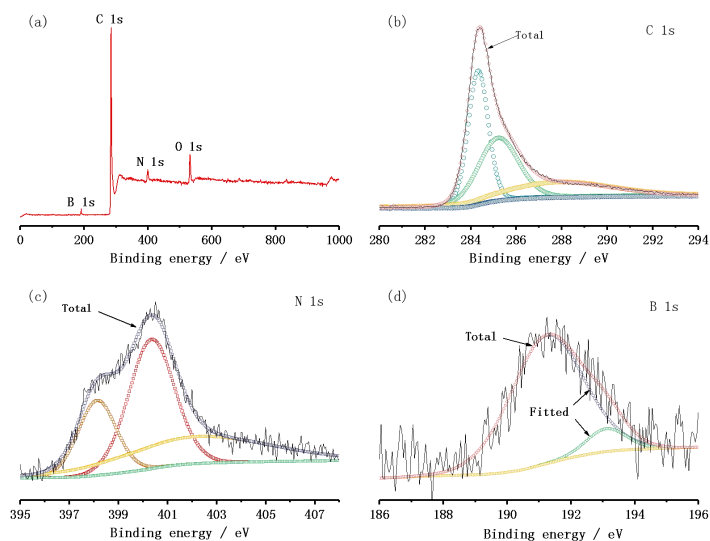 (a)
C 1s
O 1s
N 1s
B 1s
0 200 400 600 800 1000
Binding energy / eV
(b)
C 1s
Total
280 282 284 286 288 290 292 294
Binding energy / eV
(c)
N 1s
Total
395 397 399 401 403 405 407
Binding energy / eV
(d)
B 1s
Total
Fitted
186 188 190 192 194 196
Binding energy / eV